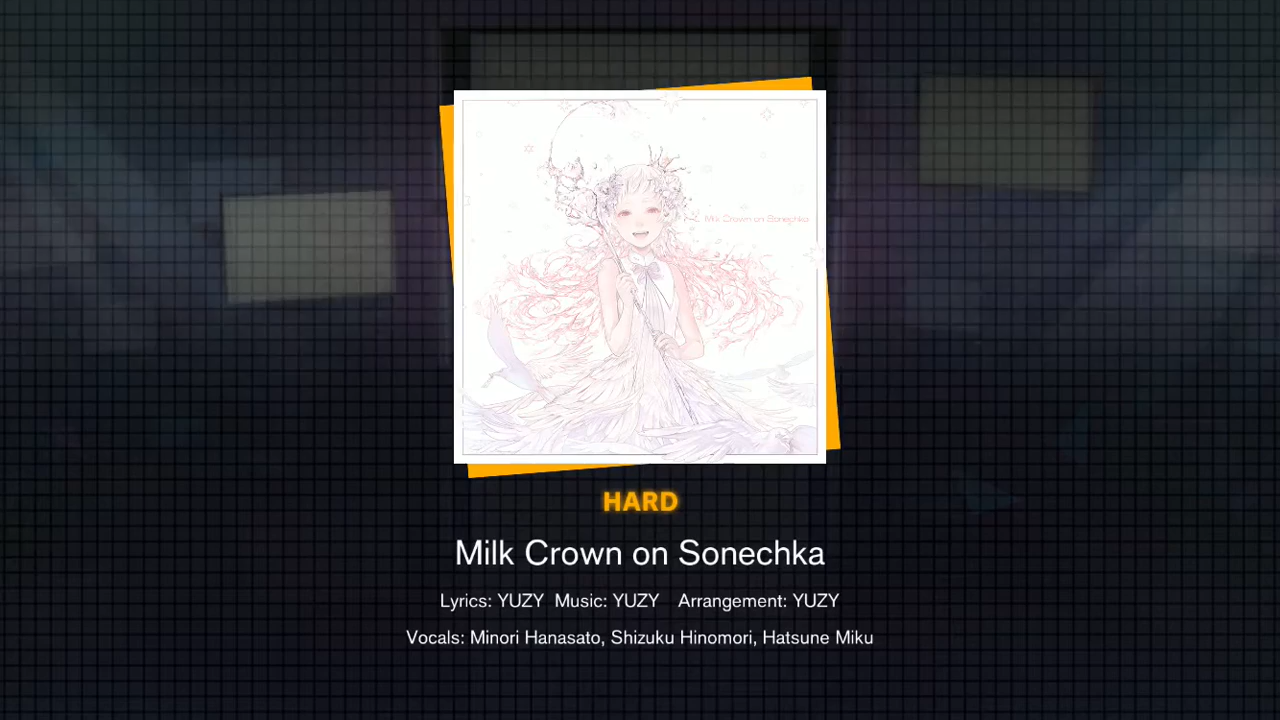 Milk Crown on Sonechka
HARD
Milk Crown on Sonechka
Lyrics: YUZY  Music: YUZY    Arrangement: YUZY
Vocals: Minori Hanasato, Shizuku Hinomori, Hatsune Miku